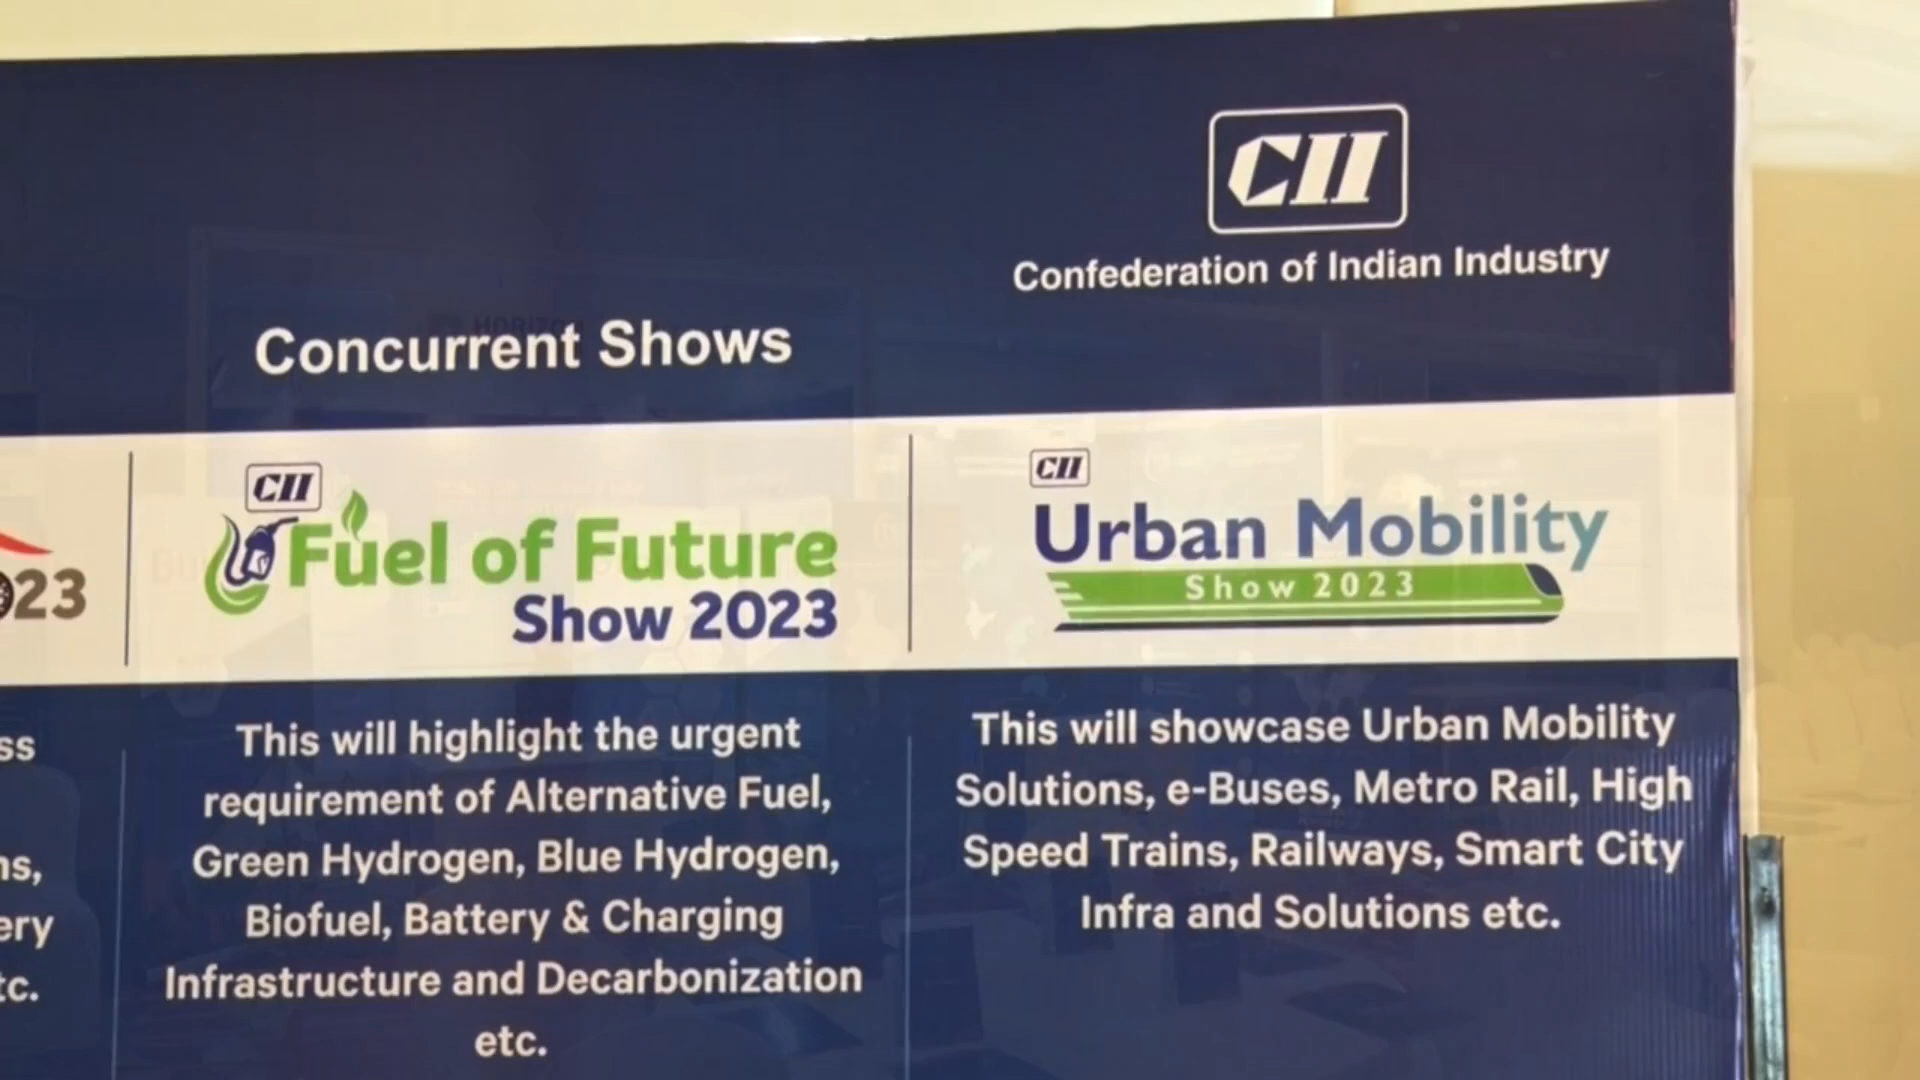 CII
Confederation of Indian Industry
Concurrent Shows
23
CII
Fuel of Future
Show 2023
CII
Urban Mobility
Show 2023
This will highlight the urgent
requirement of Alternative Fuel,
Green Hydrogen, Blue Hydrogen,
Biofuel, Battery & Charging
Infrastructure and Decarbonization
etc.
This will showcase Urban Mobility
Solutions, e-Buses, Metro Rail, High
Speed Trains, Railways, Smart City
Infra and Solutions etc.